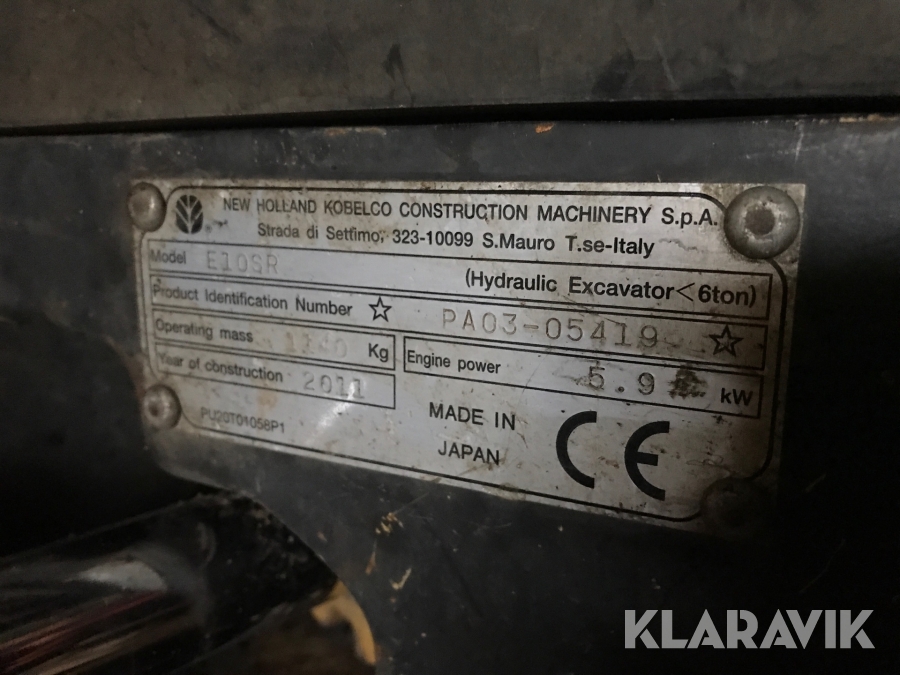 NEW HOLLAND KOBELCO CONSTRUCTION MACHINERY S.p.A.
Strada di Settimo, 323-10099 S.Mauro T.se-Italy
Model E10SR (Hydraulic Excavator<6ton)
Product Identification Number ☆ PA03-05419 ☆
Operating mass Kg
Engine power 5.9 kW
Year of construction 2011
PU20T01058P1
MADE IN
JAPAN
CE
KLARAVIK